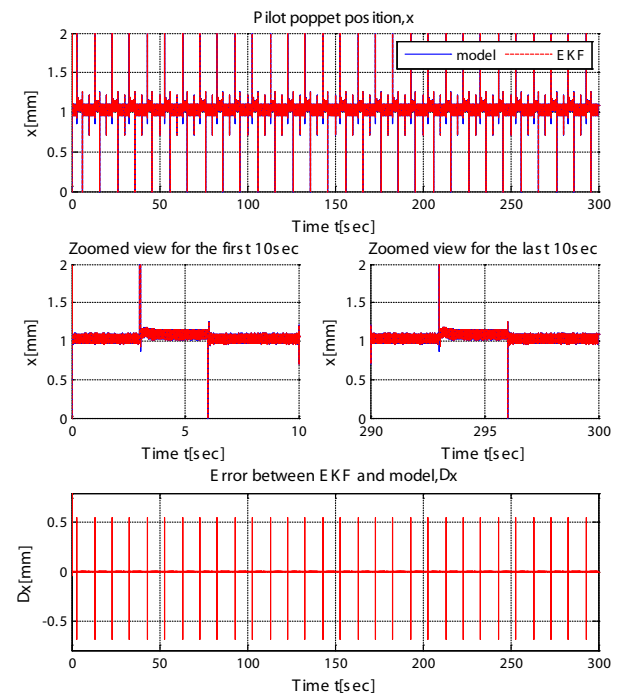 Pilot poppet position,x
2
1.5
1
0.5
0
x[mm]
model
EKF
0 50 100 150 200 250 300
Time t[sec]
Zoomed view for the first 10sec
2
1.5
1
0.5
0
x[mm]
0 5 10
Time t[sec]
Zoomed view for the last 10sec
2
1.5
1
0.5
0
x[mm]
290 295 300
Time t[sec]
Error between EKF and model,Dx
0.5
0
-0.5
Dx[mm]
0 50 100 150 200 250 300
Time t[sec]